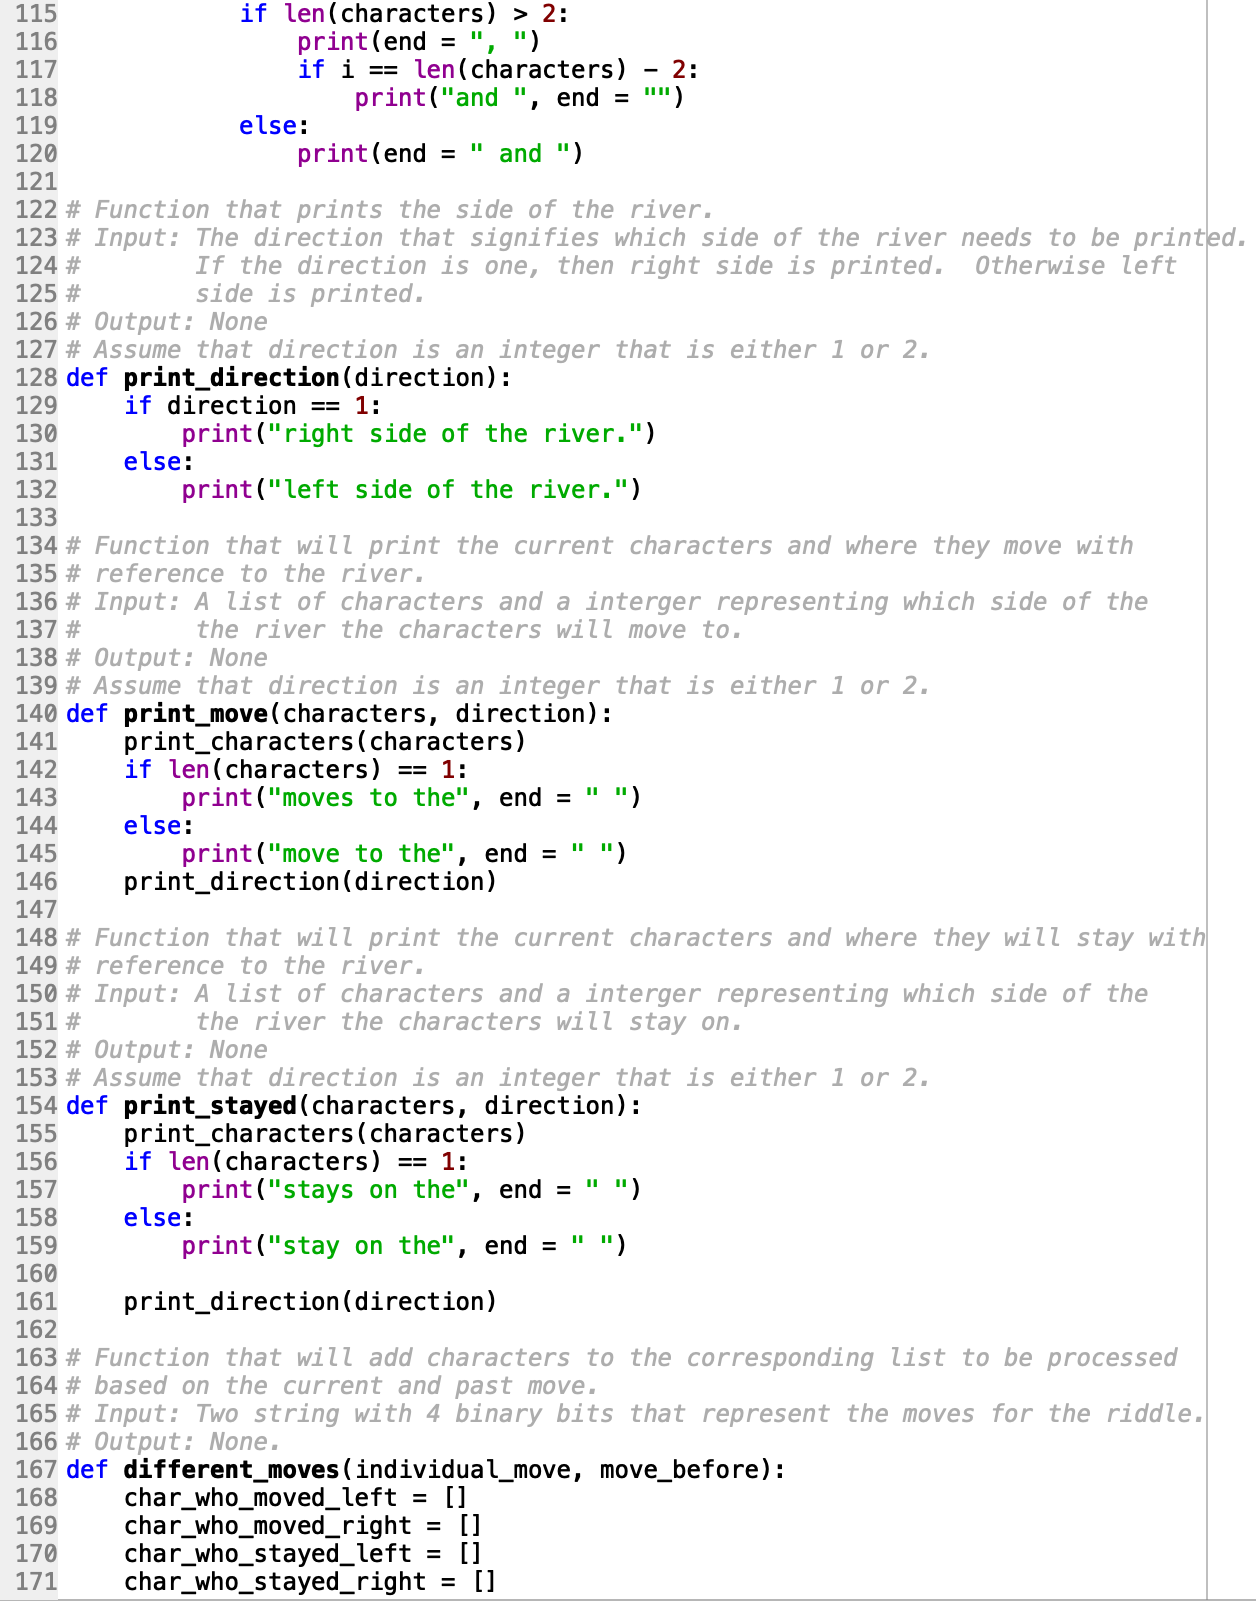 115             if len(characters) > 2:
116                 print(end = ", ")
117                 if i == len(characters) - 2:
118                     print("and ", end = "")
119             else:
120                 print(end = " and ")
121
122 # Function that prints the side of the river.
123 # Input: The direction that signifies which side of the river needs to be printed.
124 #        If the direction is one, then right side is printed.  Otherwise left
125 #        side is printed.
126 # Output: None
127 # Assume that direction is an integer that is either 1 or 2.
128 def print_direction(direction):
129     if direction == 1:
130         print("right side of the river.")
131     else:
132         print("left side of the river.")
133
134 # Function that will print the current characters and where they move with
135 # reference to the river.
136 # Input: A list of characters and a interger representing which side of the
137 #        the river the characters will move to.
138 # Output: None
139 # Assume that direction is an integer that is either 1 or 2.
140 def print_move(characters, direction):
141     print_characters(characters)
142     if len(characters) == 1:
143         print("moves to the", end = " ")
144     else:
145         print("move to the", end = " ")
146     print_direction(direction)
147
148 # Function that will print the current characters and where they will stay with
149 # reference to the river.
150 # Input: A list of characters and a interger representing which side of the
151 #        the river the characters will stay on.
152 # Output: None
153 # Assume that direction is an integer that is either 1 or 2.
154 def print_stayed(characters, direction):
155     print_characters(characters)
156     if len(characters) == 1:
157         print("stays on the", end = " ")
158     else:
159         print("stay on the", end = " ")
160
161     print_direction(direction)
162
163 # Function that will add characters to the corresponding list to be processed
164 # based on the current and past move.
165 # Input: Two string with 4 binary bits that represent the moves for the riddle.
166 # Output: None.
167 def different_moves(individual_move, move_before):
168     char_who_moved_left = []
169     char_who_moved_right = []
170     char_who_stayed_left = []
171     char_who_stayed_right = []